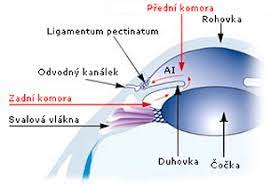 Přední komora
Rohovka
Ligamentum pectinatum
Odvodný kanálek
AI
Zadní komora
Svalová vlákna
Duhovka
Čočka